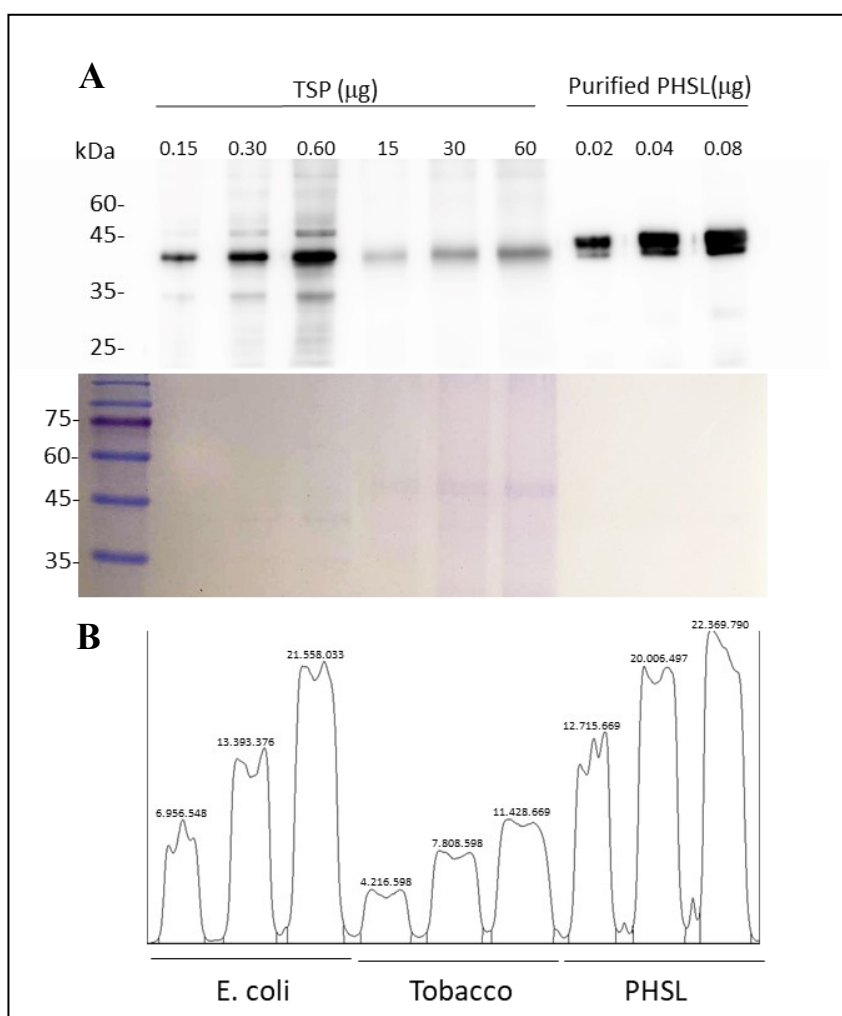 A
TSP (µg) Purified PHSL(µg)
kDa 0.15 0.30 0.60 15 30 60 0.02 0.04 0.08
60-
45-
35-
25-
75-
60-
45-
35-
B
6.956.548 13.393.376 21.558.033 4.216.598 7.808.598 11.428.669 12.715.669 20.006.497 22.369.790
E. coli Tobacco PHSL